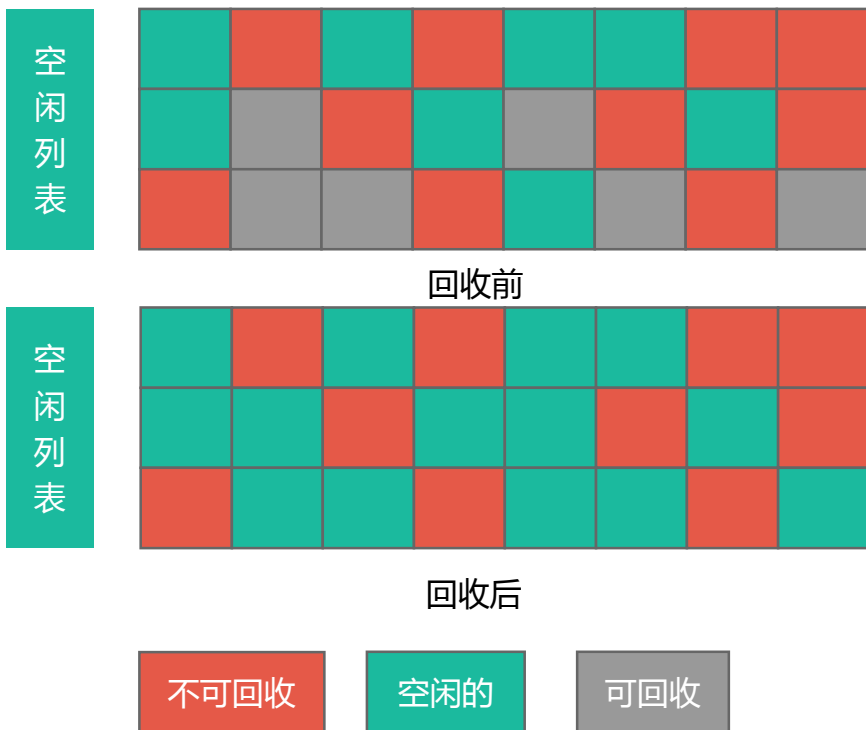 空闲列表
回收前
空闲列表
回收后
不可回收
空闲的
可回收